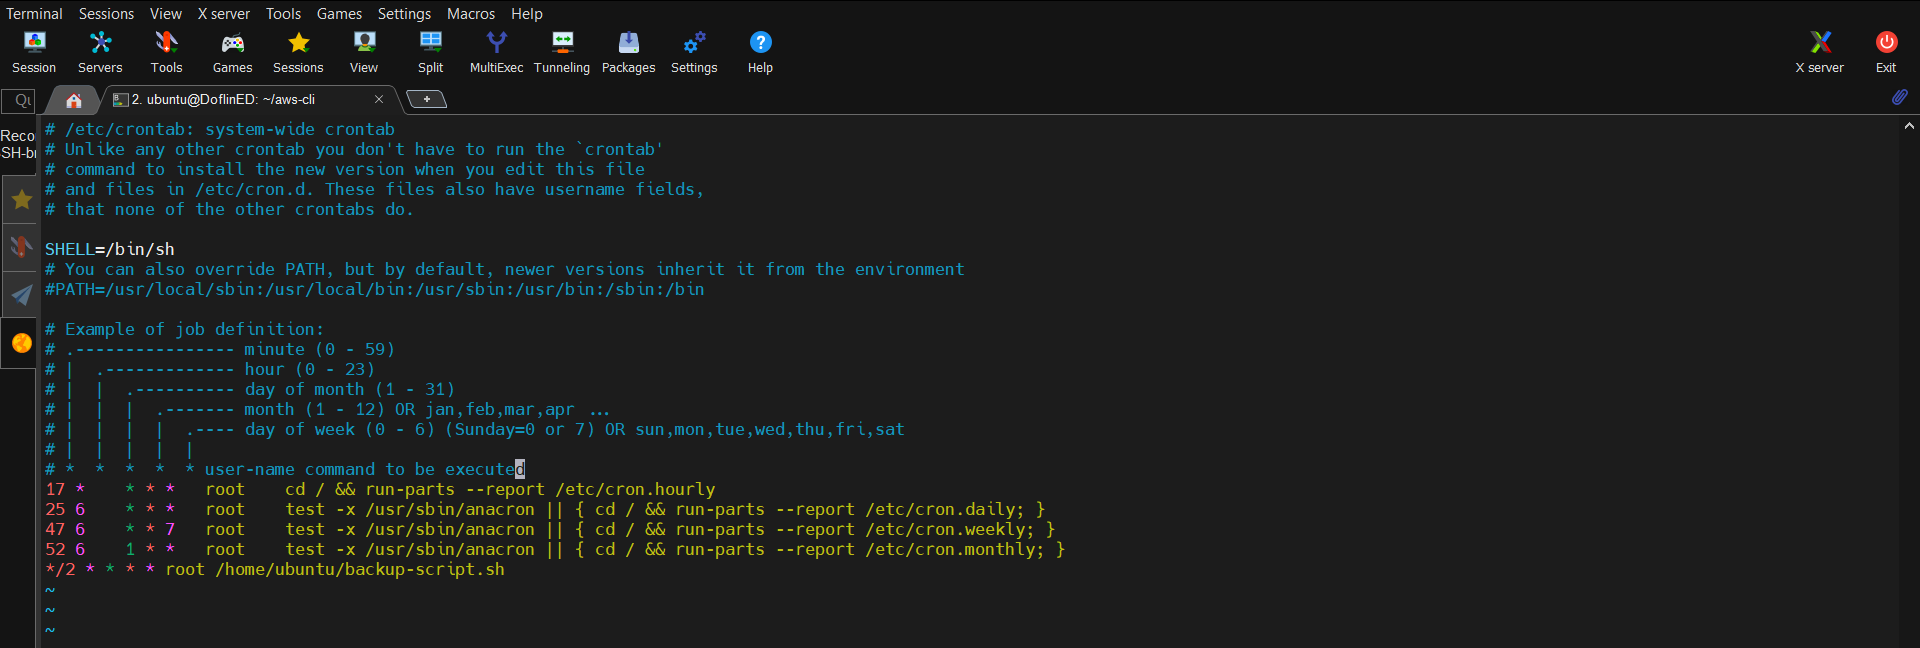 Terminal Sessions View X server Tools Games Settings Macros Help
Session Servers Tools Games Sessions View Split MultiExec Tunneling Packages Settings Help X server Exit
2. ubuntu@DoflinED: ~/aws-cli
# /etc/crontab: system-wide crontab
# Unlike any other crontab you don't have to run the `crontab'
# command to install the new version when you edit this file
# and files in /etc/cron.d. These files also have username fields,
# that none of the other crontabs do.
SHELL=/bin/sh
# You can also override PATH, but by default, newer versions inherit it from the environment
#PATH=/usr/local/sbin:/usr/local/bin:/usr/sbin:/usr/bin:/sbin:/bin
# Example of job definition:
# .---------------- minute (0 - 59)
# |  .------------- hour (0 - 23)
# |  |  .---------- day of month (1 - 31)
# |  |  |  .------- month (1 - 12) OR jan,feb,mar,apr ...
# |  |  |  |  .---- day of week (0 - 6) (Sunday=0 or 7) OR sun,mon,tue,wed,thu,fri,sat
# |  |  |  |  |
# *  *  *  *  * user-name command to be executed
17 *    * * *   root    cd / && run-parts --report /etc/cron.hourly
25 6    * * *   root    test -x /usr/sbin/anacron || { cd / && run-parts --report /etc/cron.daily; }
47 6    * * 7   root    test -x /usr/sbin/anacron || { cd / && run-parts --report /etc/cron.weekly; }
52 6    1 * *   root    test -x /usr/sbin/anacron || { cd / && run-parts --report /etc/cron.monthly; }
*/2 * * * * root /home/ubuntu/backup-script.sh
~
~
~